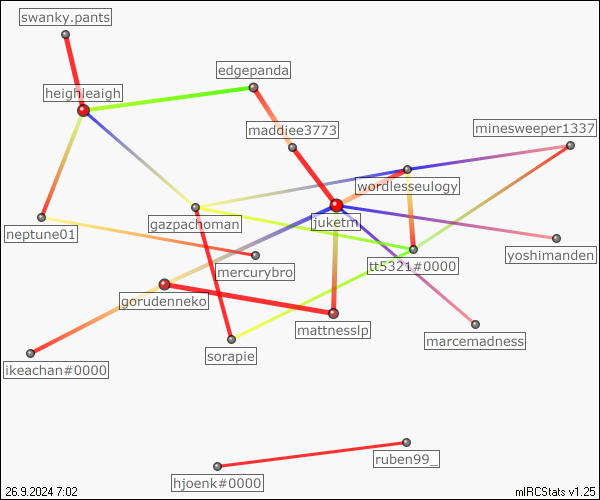 swanky.pants
edgepanda
heighleaigh
maddiee3773
minesweeper1337
wordlesseulogy
gazpachoman
juketm
neptune01
yoshimanden
mercurybro
tt5321#0000
gorudenneko
mattnesslp
marcemadness
sorapie
ikeachan#0000
ruben99_
hjoenk#0000
26.9.2024 7:02
mIRCStats v1.25